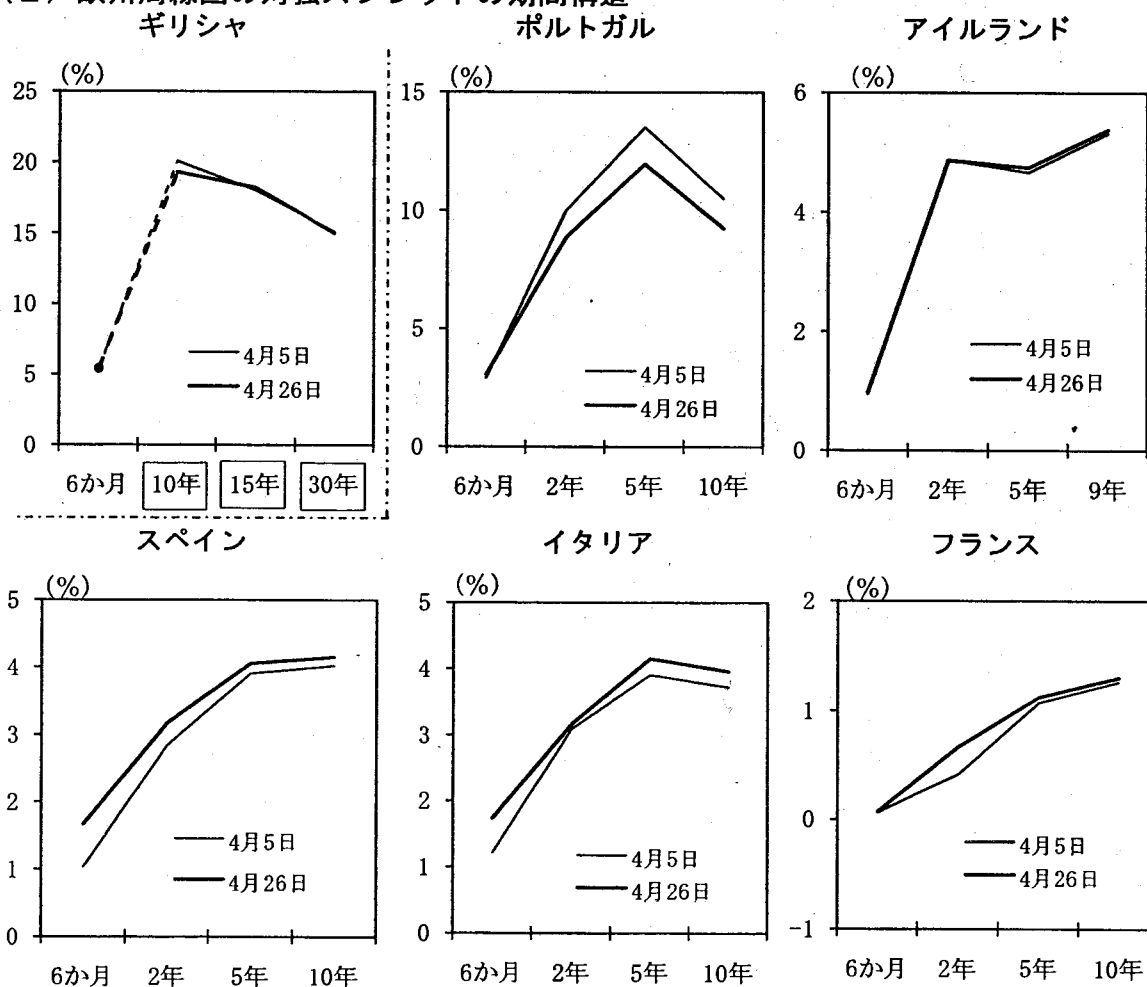 ギリシャ
(%)
25
20
15
10
5
0
4月5日
4月26日
6か月 10年 15年 30年
ポルトガル
(%)
15
10
5
0
4月5日
4月26日
6か月 2年 5年 10年
アイルランド
(%)
6
4
2
0
4月5日
4月26日
6か月 2年 5年 9年
スペイン
(%)
5
4
3
2
1
0
4月5日
4月26日
6か月 2年 5年 10年
イタリア
(%)
5
4
3
2
1
0
4月5日
4月26日
6か月 2年 5年 10年
フランス
(%)
2
1
0
-1
4月5日
4月26日
6か月 2年 5年 10年